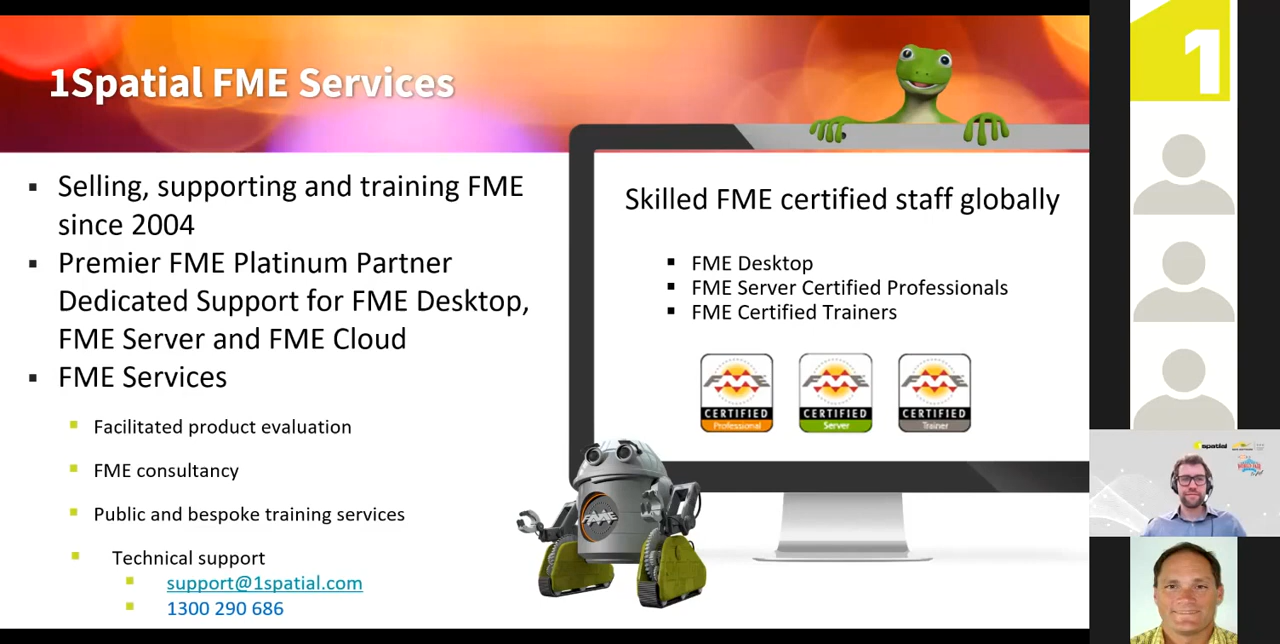 1Spatial FME Services
Selling, supporting and training FME
since 2004
Premier FME Platinum Partner
Dedicated Support for FME Desktop,
FME Server and FME Cloud
FME Services
Facilitated product evaluation
FME consultancy
Public and bespoke training services
Technical support
support@1spatial.com
1300 290 686
Skilled FME certified staff globally
FME Desktop
FME Server Certified Professionals
FME Certified Trainers
FME
CERTIFIED
Professional
FME
CERTIFIED
Server
FME
CERTIFIED
Trainer
FME
1
1spatial